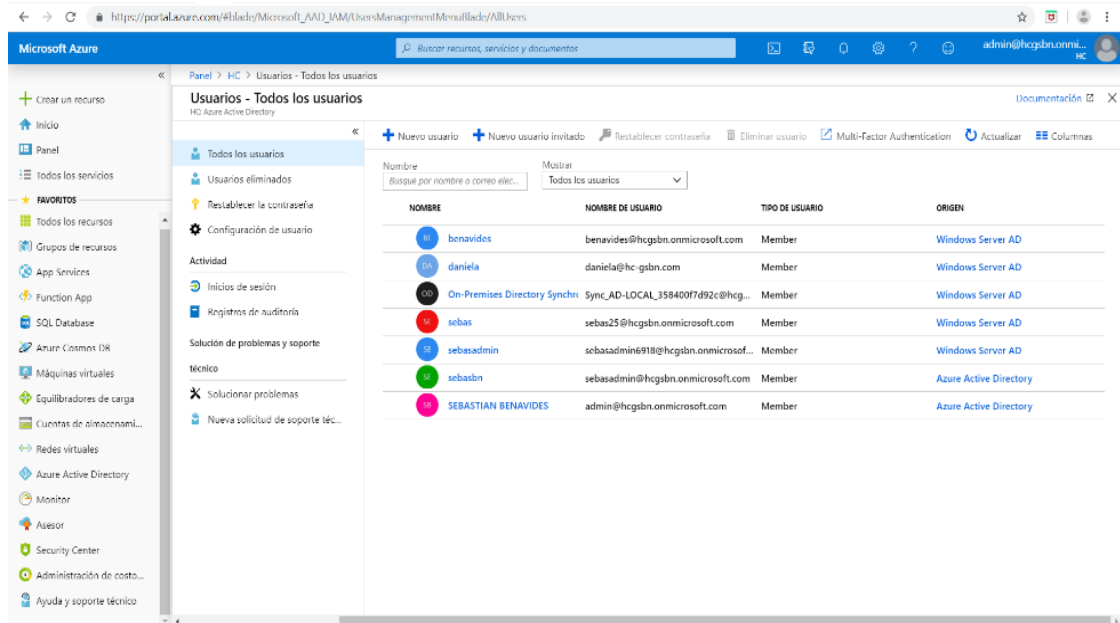 https://portal.azure.com/#blade/Microsoft_AAD_IAM/UsersManagementMenuBlade/AllUsers
Microsoft Azure
Buscar recursos, servicios y documentos
admin@hcgsbn.onmi...
HC
Panel > HC > Usuarios - Todos los usuarios
Usuarios - Todos los usuarios
HC: Azure Active Directory
Documentación
Crear un recurso
Inicio
Panel
Todos los servicios
FAVORITOS
Todos los recursos
Grupos de recursos
App Services
Function App
SQL Database
Azure Cosmos DB
Máquinas virtuales
Equilibradores de carga
Cuentas de almacenami...
Redes virtuales
Azure Active Directory
Monitor
Asesor
Security Center
Administración de costo...
Ayuda y soporte técnico
Todos los usuarios
Usuarios eliminados
Restablecer la contraseña
Configuración de usuario
Actividad
Inicios de sesión
Registros de auditoría
Solución de problemas y soporte
técnico
Solucionar problemas
Nueva solicitud de soporte téc...
Nuevo usuario Nuevo usuario invitado Restablecer contraseña Eliminar usuario Multi-Factor Authentication Actualizar Columnas
Nombre Mostrar
Busque por nombre o correo elec... Todos los usuarios
NOMBRE NOMBRE DE USUARIO TIPO DE USUARIO ORIGEN
BE benavides benavides@hcgsbn.onmicrosoft.com Member Windows Server AD
DA daniela daniela@hc-gsbn.com Member Windows Server AD
OD On-Premises Directory Synchro Sync_AD-LOCAL_358400f7d92c@hcg... Member Windows Server AD
SE sebas sebas25@hcgsbn.onmicrosoft.com Member Windows Server AD
SE sebasadmin sebasadmin6918@hcgsbn.onmicrosof... Member Windows Server AD
SE sebasbn sebasadmin@hcgsbn.onmicrosoft.com Member Azure Active Directory
SB SEBASTIAN BENAVIDES admin@hcgsbn.onmicrosoft.com Member Azure Active Directory